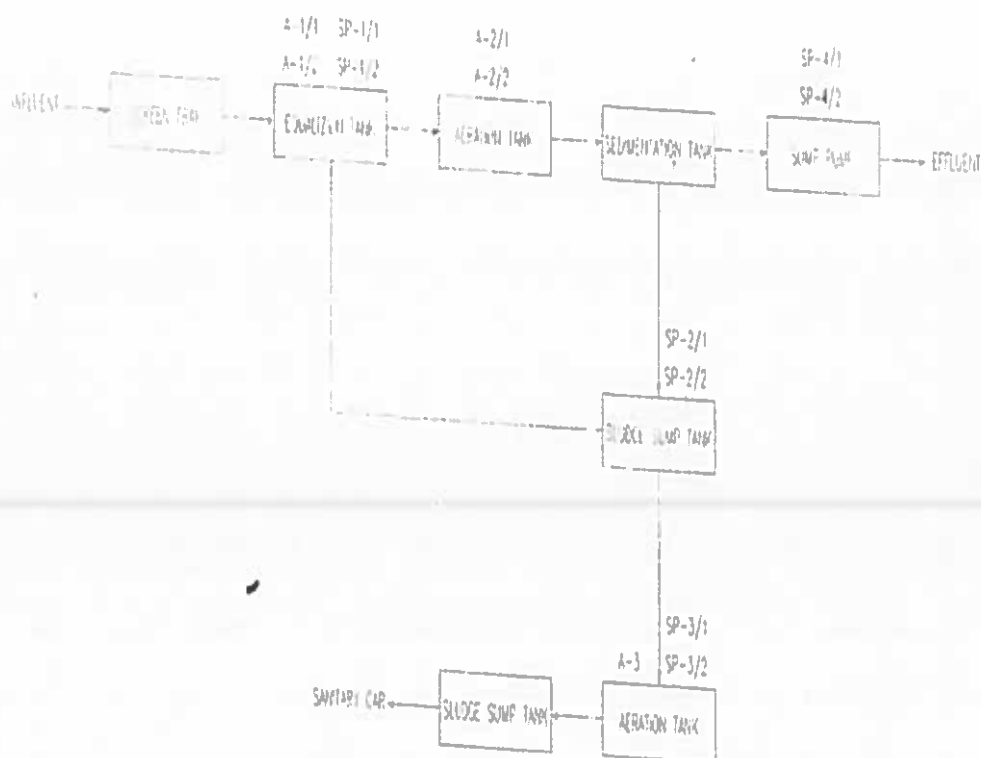 A-1/1 SP-1/1
A-1/2 SP-1/2
A-2/1
A-2/2
SP-4/1
SP-4/2
INFLUENT
EQUALIZER TANK
AERATION TANK
SEDIMENTATION TANK
SUMP
EFFLUENT
SP-2/1
SP-2/2
SLUDGE SUMP TANK
SP-3/1
A-3 SP-3/2
SANITARY CAR
SLUDGE SUMP TANK
AERATION TANK